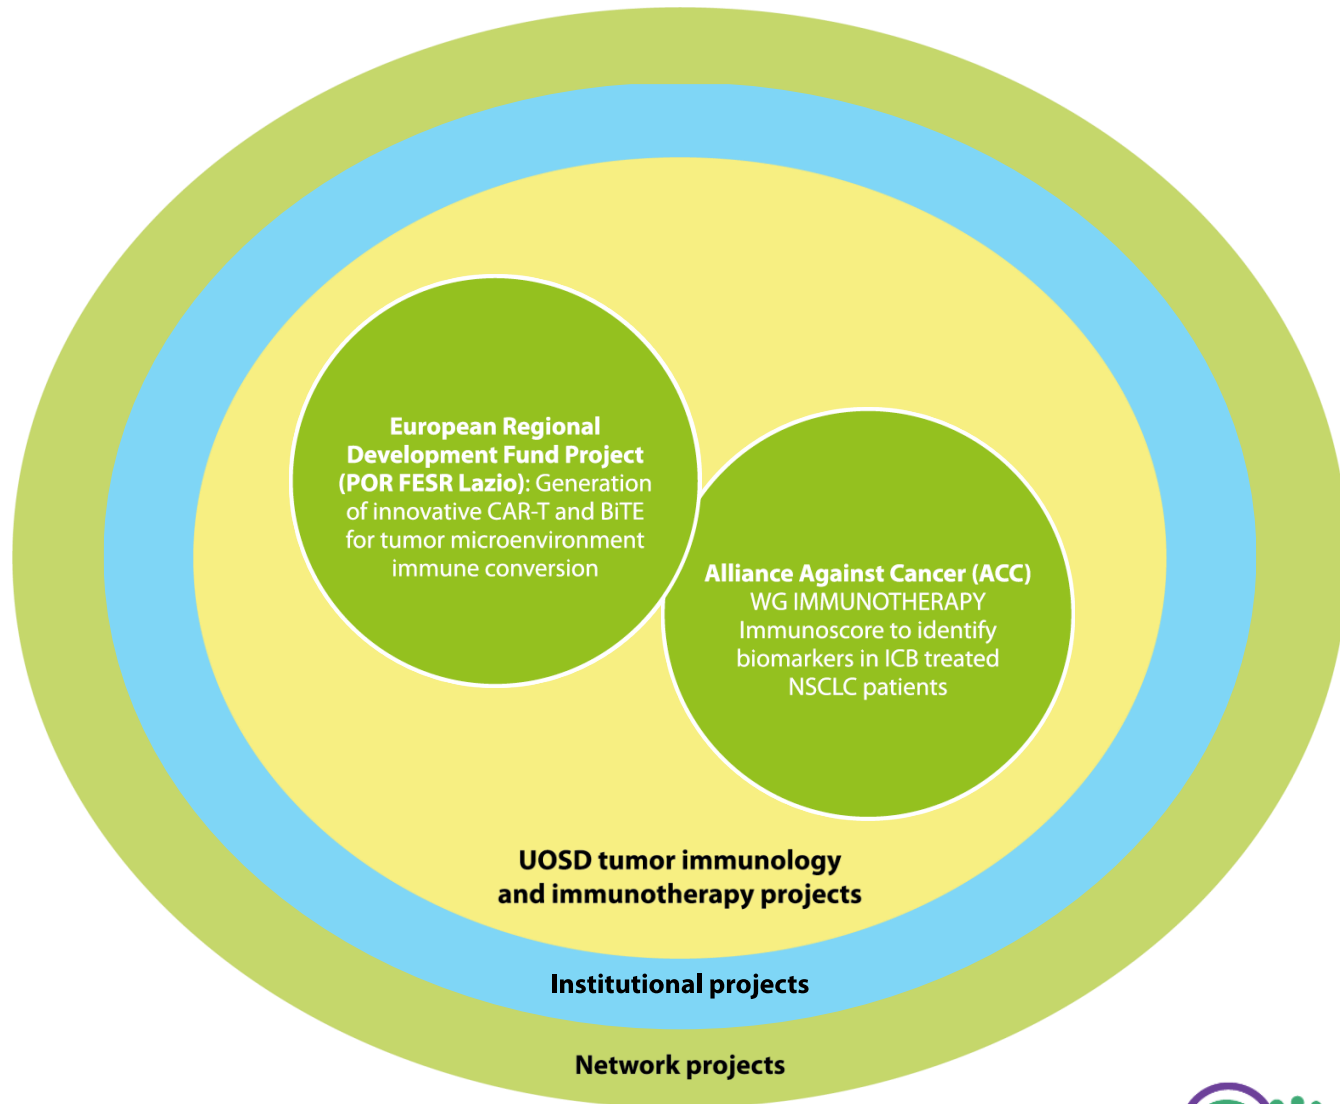 European Regional
Development Fund Project
(POR FESR Lazio): Generation
of innovative CAR-T and BiTE
for tumor microenvironment
immune conversion
Alliance Against Cancer (ACC)
WG IMMUNOTHERAPY
Immunoscore to identify
biomarkers in ICB treated
NSCLC patients
UOSD tumor immunology
and immunotherapy projects
Institutional projects
Network projects